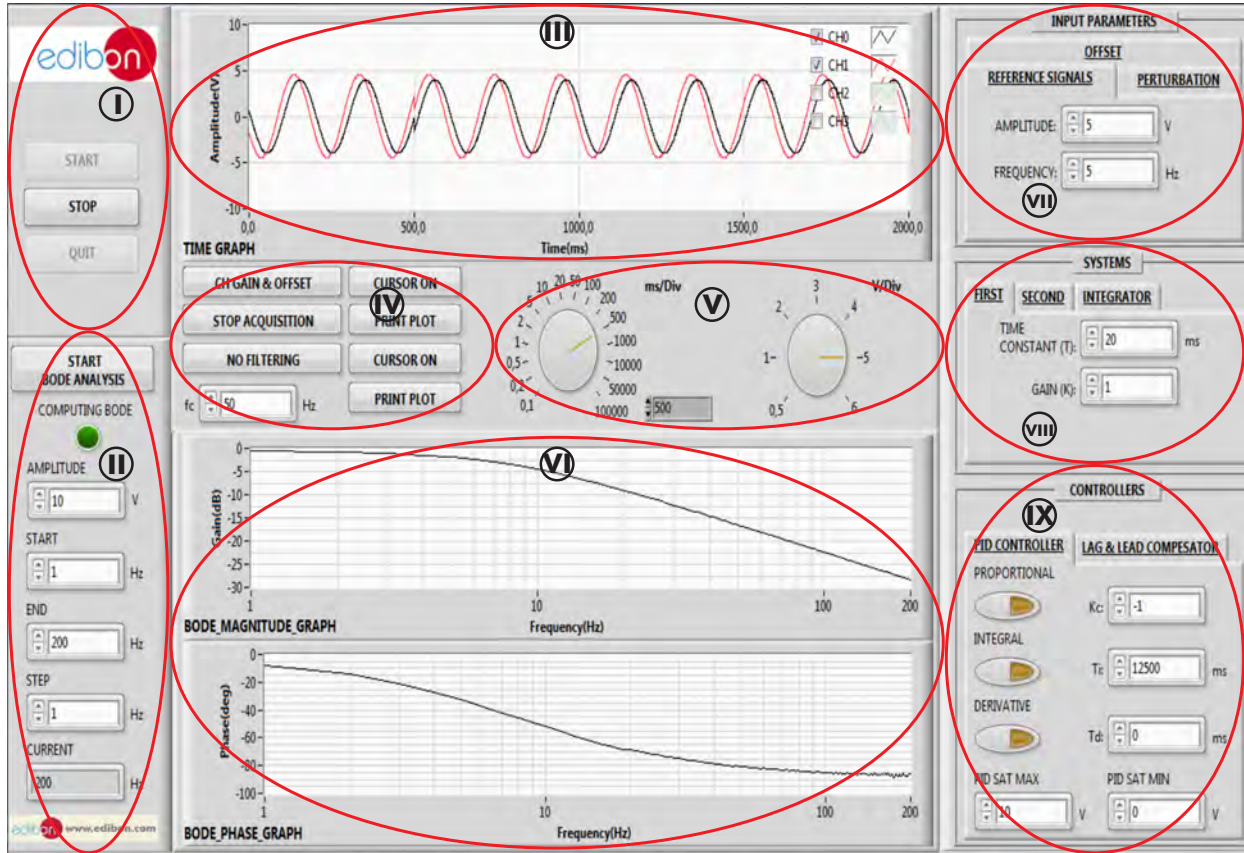 edibon
I
START
STOP
QUIT
START
BODE ANALYSIS
COMPUTING BODE
II
AMPLITUDE
10 V
START
1 Hz
END
200 Hz
STEP
1 Hz
CURRENT
200 Hz
edibon www.edibon.com
III
CH0
CH1
CH2
CH3
Amplitude(V)
10
5
0
-5
-10
0,0 500,0 1000,0 1500,0 2000,0
TIME GRAPH Time(ms)
IV
CH GAIN & OFFSET CURSOR ON
STOP ACQUISITION PRINT PLOT
NO FILTERING CURSOR ON
fc 50 Hz PRINT PLOT
V
ms/Div
0,1 0,2 0,5 1 2 5 10 20 50 100 200 500 1000 10000 50000 100000
500
V/Div
0,5 1 2 3 4 5 6
VI
Gain(dB)
0
-5
-10
-15
-20
-25
-30
1 10 100 200
BODE_MAGNITUDE_GRAPH Frequency(Hz)
Phase(deg)
0
-20
-40
-60
-80
-100
1 10 100 200
BODE_PHASE_GRAPH Frequency(Hz)
INPUT PARAMETERS
OFFSET
REFERENCE SIGNALS PERTURBATION
AMPLITUDE: 5 V
FREQUENCY: 5 Hz
VII
SYSTEMS
FIRST SECOND INTEGRATOR
TIME
CONSTANT (T): 20 ms
GAIN (K): 1
VIII
CONTROLLERS
IX
PID CONTROLLER LAG & LEAD COMPESATOR
PROPORTIONAL
Kc: -1
INTEGRAL
Ti: 12500 ms
DERIVATIVE
Td: 0 ms
PID SAT MAX PID SAT MIN
10 V 0 V